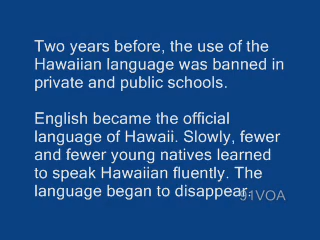 Two years before, the use of the
Hawaiian language was banned in
private and public schools.
English became the official
language of Hawaii. Slowly, fewer
and fewer young natives learned
to speak Hawaiian fluently. The
language began to disappear.
51VOA